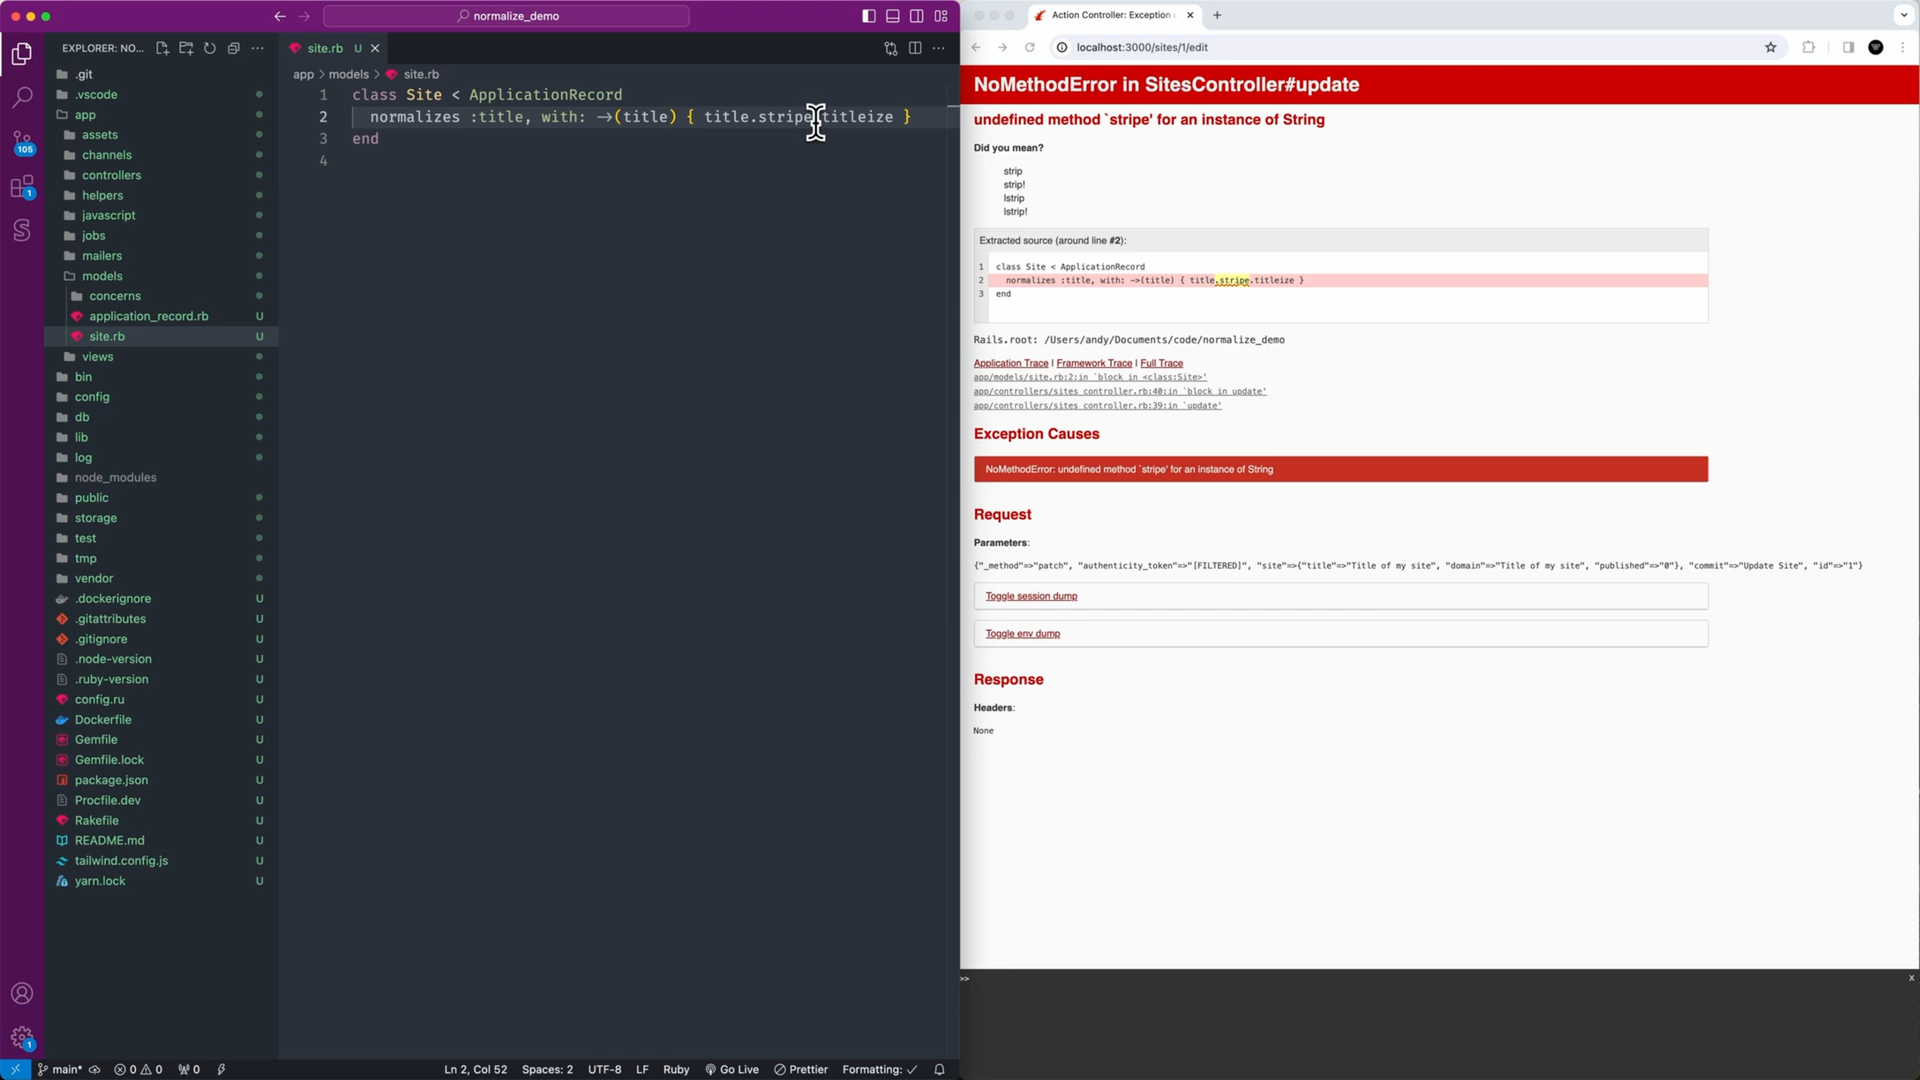 normalize_demo
EXPLORER: NO...
.git
.vscode
app
assets
channels
controllers
helpers
javascript
jobs
mailers
models
concerns
application_record.rb U
site.rb U
views
bin
config
db
lib
log
node_modules
public
storage
test
tmp
vendor
.dockerignore U
.gitattributes U
.gitignore U
.node-version U
.ruby-version U
config.ru U
Dockerfile U
Gemfile U
Gemfile.lock U
package.json U
Procfile.dev U
Rakefile U
README.md U
tailwind.config.js U
yarn.lock U
105
1
1
site.rb U
app > models > site.rb
1 class Site < ApplicationRecord
2 normalizes :title, with: ->(title) { title.stripe.titleize }
3 end
4
main* 0 0 0
Ln 2, Col 52 Spaces: 2 UTF-8 LF Ruby Go Live Prettier Formatting: ✓
Action Controller: Exception
localhost:3000/sites/1/edit
NoMethodError in SitesController#update
undefined method `stripe' for an instance of String
Did you mean?
strip
strip!
lstrip
lstrip!
Extracted source (around line #2):
1 class Site < ApplicationRecord
2 normalizes :title, with: ->(title) { title.stripe.titleize }
3 end
Rails.root: /Users/andy/Documents/code/normalize_demo
Application Trace | Framework Trace | Full Trace
app/models/site.rb:2:in `block in <class:Site>'
app/controllers/sites_controller.rb:40:in `block in update'
app/controllers/sites_controller.rb:39:in `update'
Exception Causes
NoMethodError: undefined method `stripe' for an instance of String
Request
Parameters:
{"_method"=>"patch", "authenticity_token"=>"[FILTERED]", "site"=>{"title"=>"Title of my site", "domain"=>"Title of my site", "published"=>"0"}, "commit"=>"Update Site", "id"=>"1"}
Toggle session dump
Toggle env dump
Response
Headers:
None
>>
x